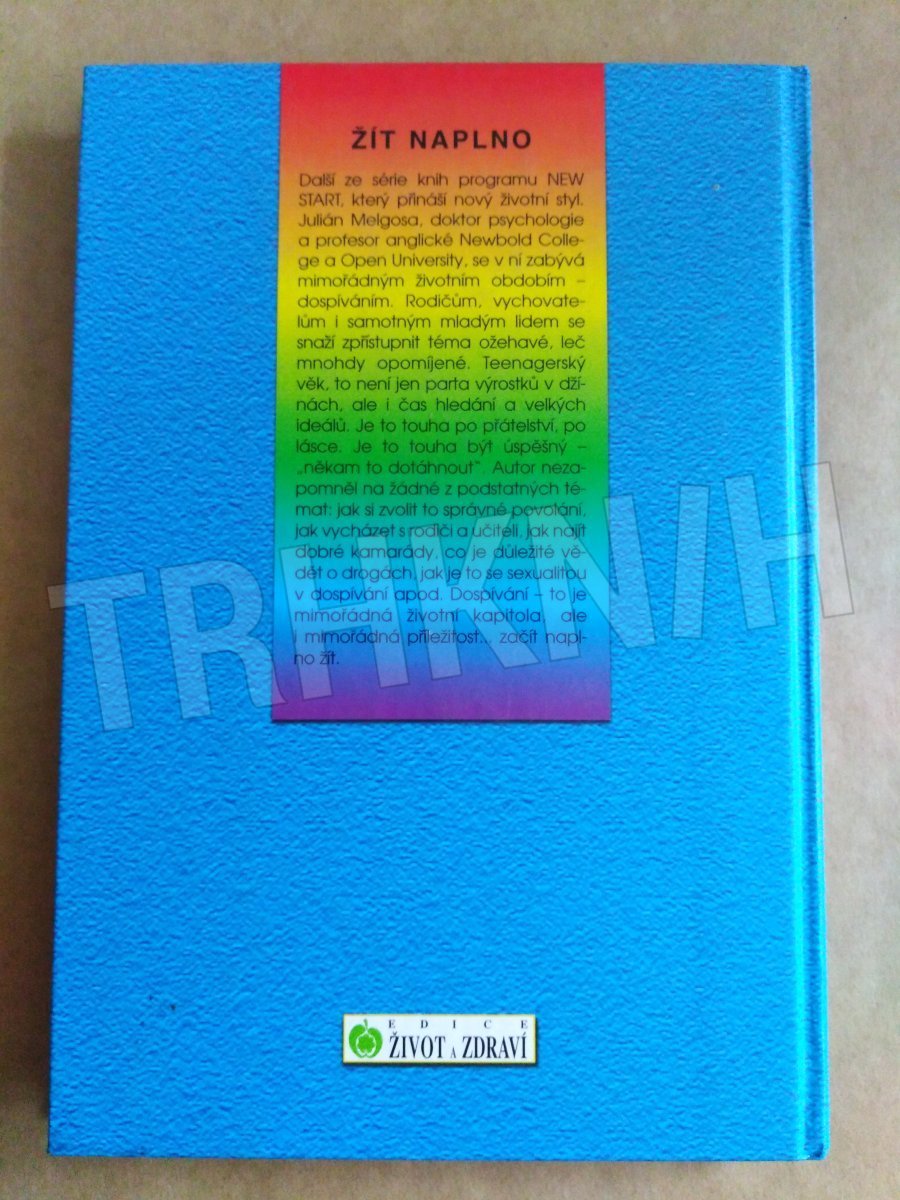 ŽÍT NAPLNO
Další ze série knih programu NEW
START, který přináší nový životní styl.
Julián Melgosa, doktor psychologie
a profesor anglické Newbold Colle-
ge a Open University, se v ní zabývá
mimořádným životním obdobím –
dospíváním. Rodičům, vychovate-
lům i samotným mladým lidem se
snaží zpřístupnit téma ožehavé, leč
mnohdy opomíjené. Teenagerský
věk, to není jen parta výrostků v dží-
nách, ale i čas hledání a velkých
ideálů. Je to touha po přátelství, po
lásce. Je to touha být úspěšný –
„někam to dotáhnout“. Autor neza-
pomněl na žádné z podstatných té-
mat: jak si zvolit to správné povolání,
jak vycházet s rodiči a učiteli, jak najít
dobré kamarády, co je důležité vě-
dět o drogách, jak je to se sexualitou
v dospívání apod. Dospívání – to je
mimořádná životní kapitola, ale
i mimořádná příležitost... začít napl-
no žít.
TRHKNIH
EDICE
ŽIVOT A ZDRAVÍ